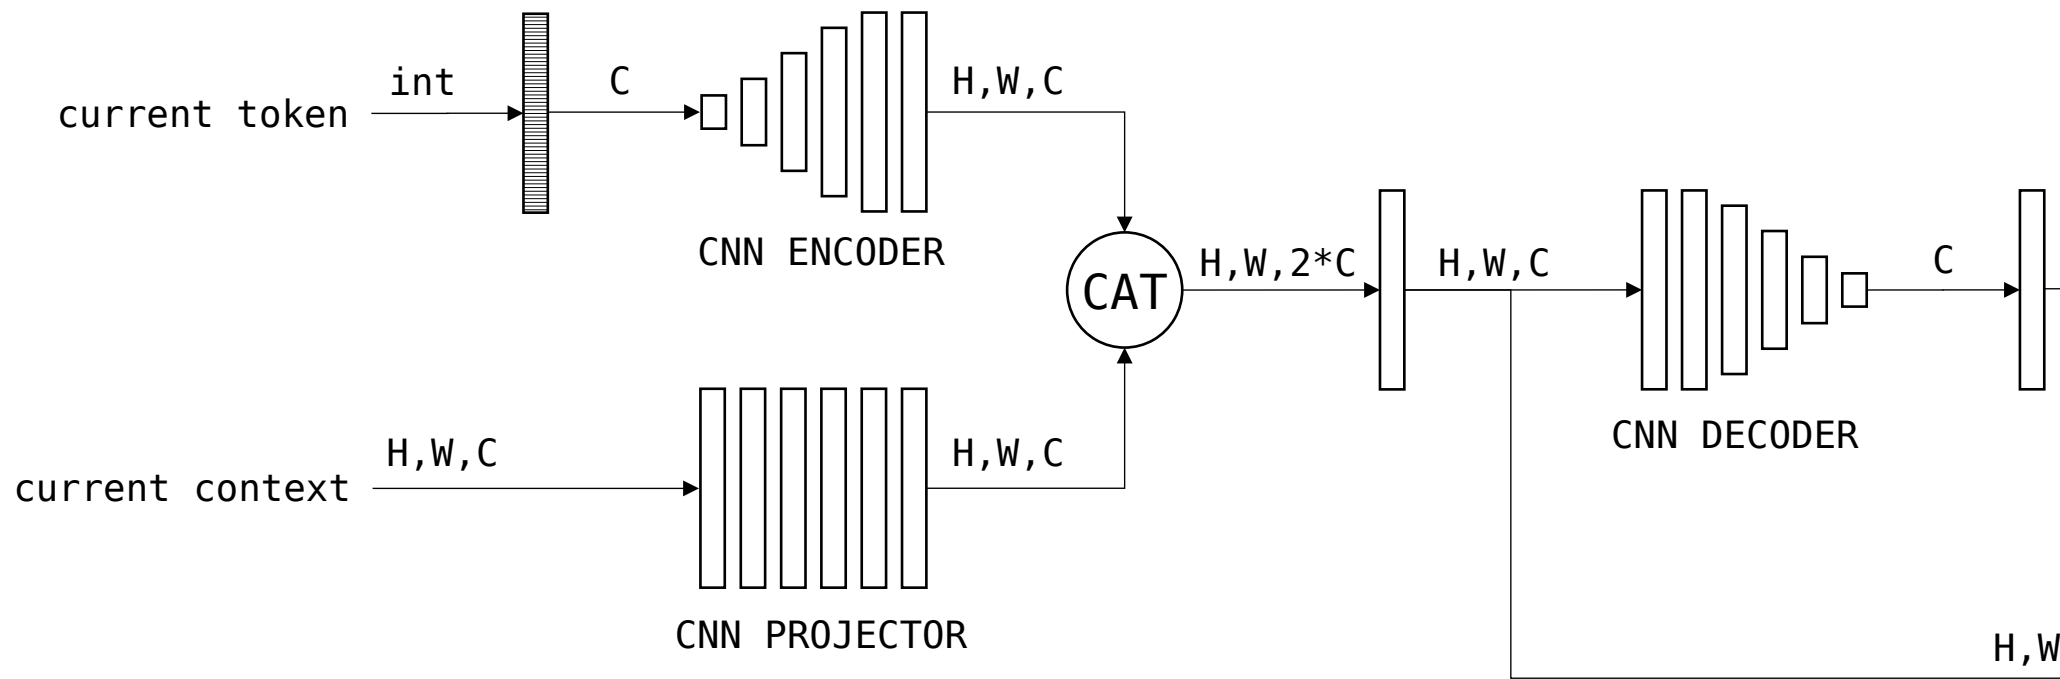 int
C
H,W,C
current token
CNN ENCODER
CAT
H,W,2*C
H,W,C
C
CNN DECODER
H,W,C
H,W,C
current context
CNN PROJECTOR
H,W